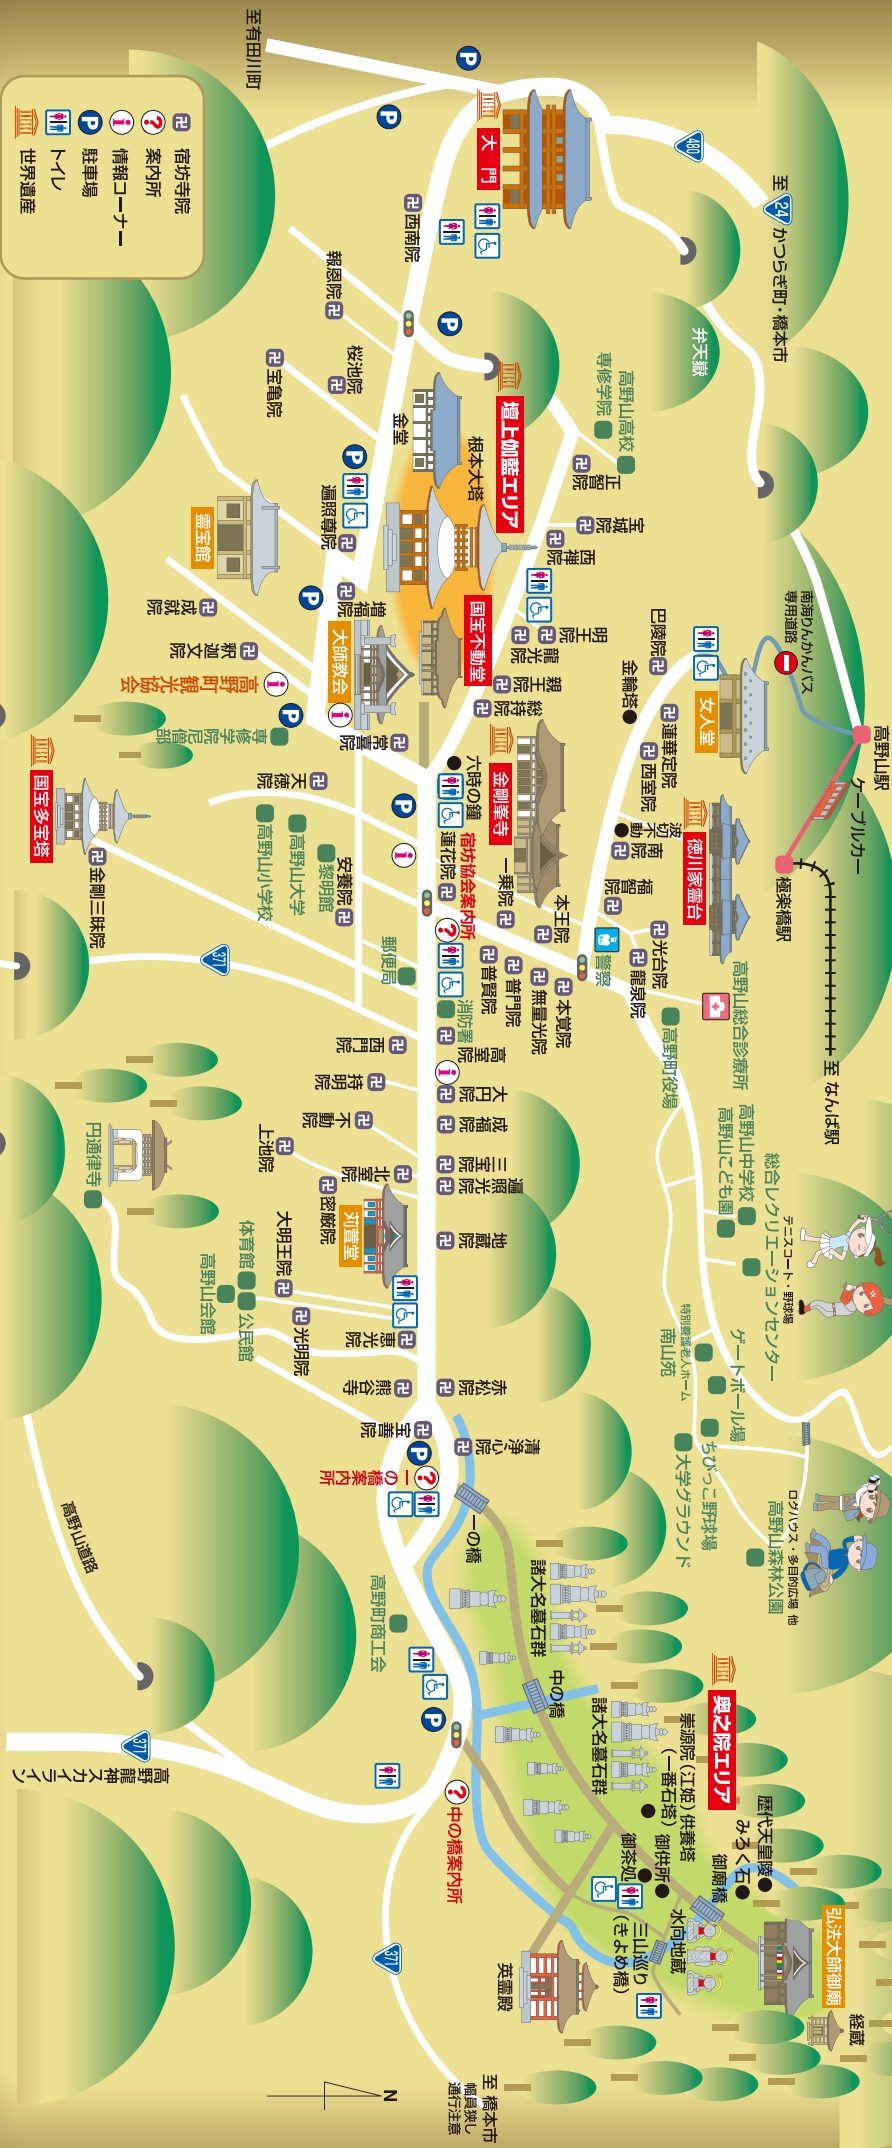 至有田川町
卍 宿坊寺院
? 案内所
i 情報コーナー
P 駐車場
トイレ
世界遺産
大門
480
至 24 かつらぎ町・橋本市
弁天嶽
西南院
報恩院
桜池院
宝亀院
金堂
根本大塔
壇上伽藍エリア
専修学院
高野山高校
正智院
宝城院
西禅院
遍照尊院
霊宝館
増福院
大師教会
国宝不動堂
明王院
龍光院
親王院
総持院
成就院
釈迦文院
高野町観光協会
専修学院尼僧部
常喜院
巴陵院
金輪塔
女人堂
南海りんかんバス
専用道路
高野山駅
ケーブルカー
極楽橋駅
至 なんば駅
蓮華定院
西室院
波切不動
南院
徳川家霊台
福智院
光台院
龍泉院
警察
六時の鐘
金剛峯寺
蓮花院
宿坊協会案内所
一乗院
本王院
普賢院
普門院
無量光院
本覚院
国宝多宝塔
金剛三昧院
天徳院
高野山大学
高野山小学校
黎明館
安養院
郵便局
371
消防署
高室院
大円院
成福院
三宝院
遍照光院
地蔵院
赤松院
清浄心院
西門院
持明院
不動院
上池院
北室院
密厳院
苅萱堂
円通律寺
大明王院
体育館
公民館
高野山会館
光明院
恵光院
熊谷寺
宝善院
一の橋案内所
高野町役場
高野山総合診療所
高野山中学校
高野山こども園
総合レクリエーションセンター
テニスコート・野球場
特別養護老人ホーム
南山苑
ゲートボール場
ちびっこ野球場
大学グラウンド
ログハウス・多目的広場 他
高野山森林公園
一の橋
諸大名墓石群
中の橋
諸大名墓石群
高野町商工会
高野山道路
371
高野龍神スカイライン
中の橋案内所
奥之院エリア
崇源院(江姫)供養塔
(一番石塔)
御茶処
御供所
御廟橋
みろく石
歴代天皇陵
水向地蔵
三山巡り
(きよめ橋)
弘法大師御廟
経蔵
英霊殿
371
至 橋本市
幅員狭し
通行注意
N